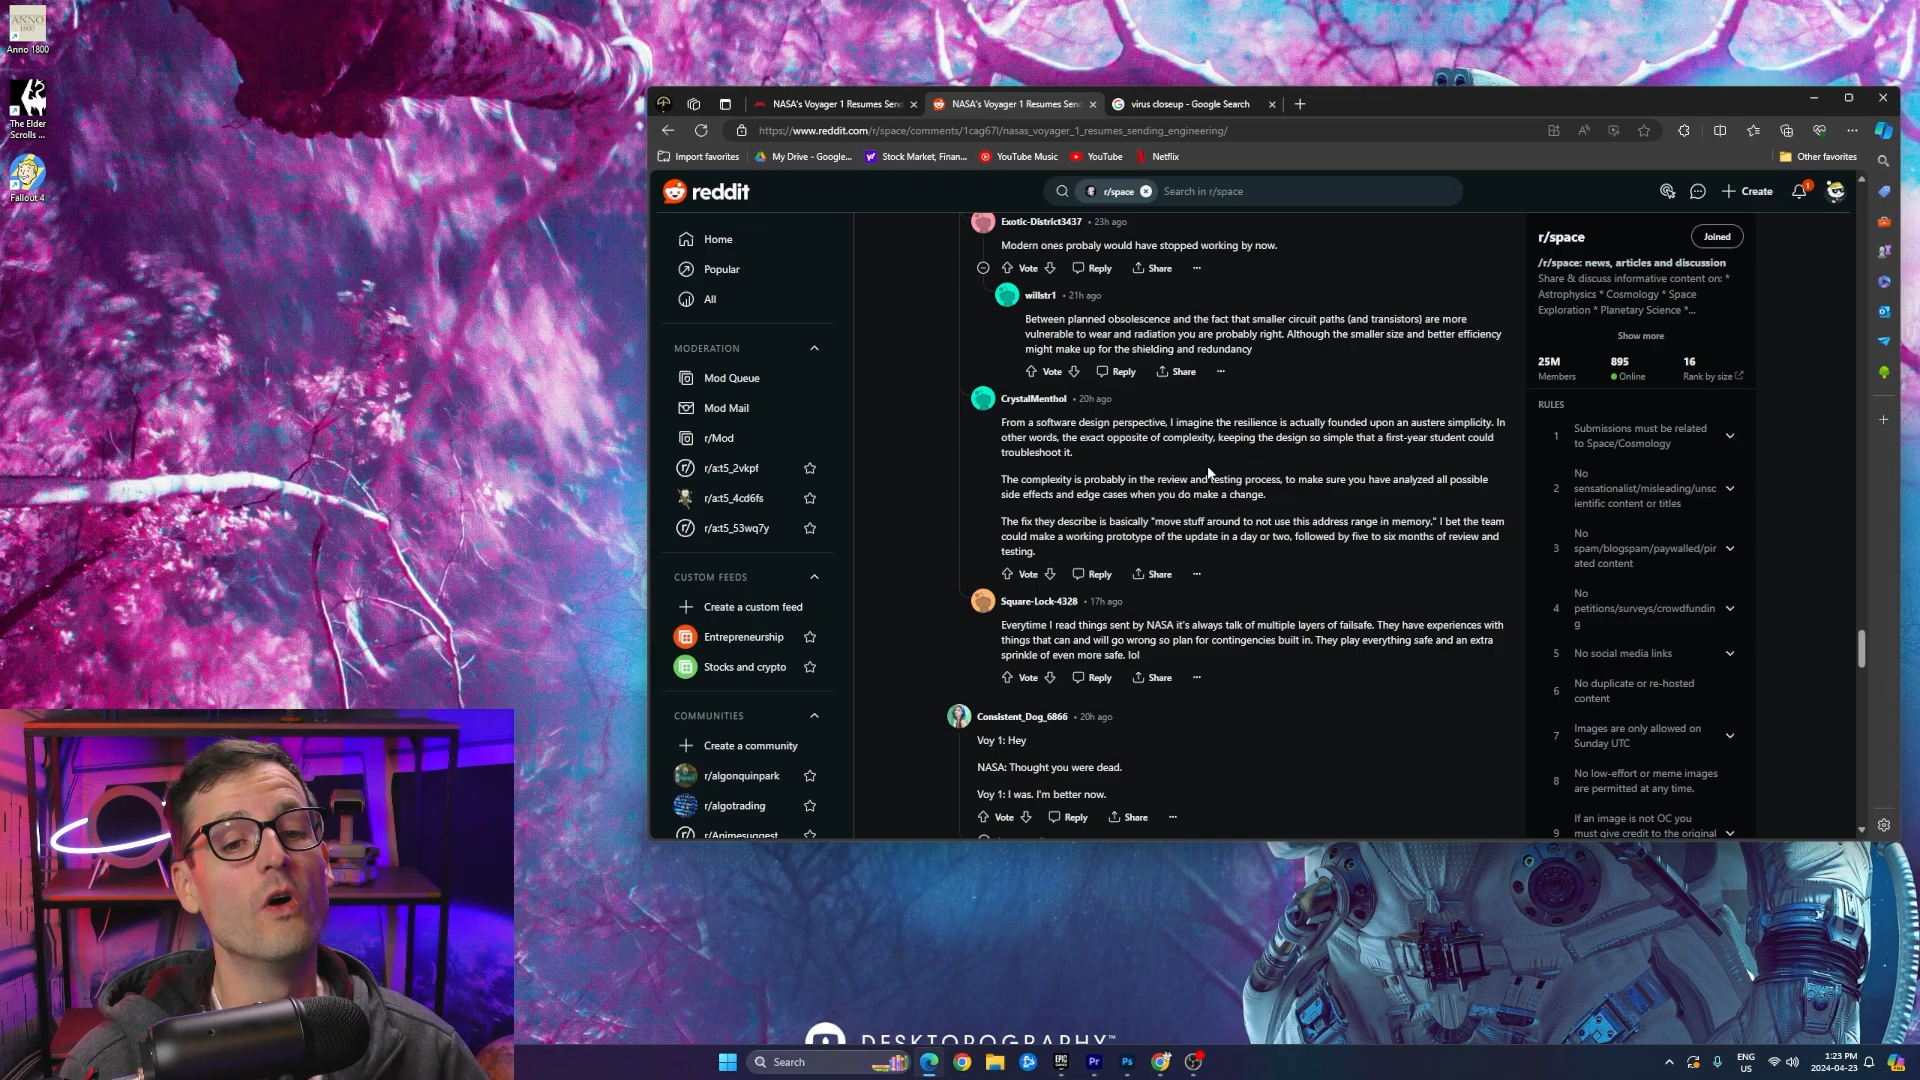 ANNO
1800
Anno 1800
The Elder
Scrolls ...
Fallout 4
NASA's Voyager 1 Resumes Send
NASA's Voyager 1 Resumes Send
virus closeup - Google Search
https://www.reddit.com/r/space/comments/1cag67l/nasas_voyager_1_resumes_sending_engineering/
Import favorites
My Drive - Google...
Stock Market, Finan...
YouTube Music
YouTube
Netflix
Other favorites
reddit
r/space
Search in r/space
Create
1
Home
Popular
All
MODERATION
Mod Queue
Mod Mail
r/Mod
r/a:t5_2vkpf
r/a:t5_4cd6fs
r/a:t5_53wq7y
CUSTOM FEEDS
Create a custom feed
Entrepreneurship
Stocks and crypto
COMMUNITIES
Create a community
r/algonquinpark
r/algotrading
r/Animesuggest
Exotic-District3437 • 23h ago
Modern ones probaly would have stopped working by now.
Vote Reply Share ...
willstr1 • 21h ago
Between planned obsolescence and the fact that smaller circuit paths (and transistors) are more
vulnerable to wear and radiation you are probably right. Although the smaller size and better efficiency
might make up for the shielding and redundancy
Vote Reply Share ...
CrystalMenthol • 20h ago
From a software design perspective, I imagine the resilience is actually founded upon an austere simplicity. In
other words, the exact opposite of complexity, keeping the design so simple that a first-year student could
troubleshoot it.
The complexity is probably in the review and testing process, to make sure you have analyzed all possible
side effects and edge cases when you do make a change.
The fix they describe is basically "move stuff around to not use this address range in memory." I bet the team
could make a working prototype of the update in a day or two, followed by five to six months of review and
testing.
Vote Reply Share ...
Square-Lock-4328 • 17h ago
Everytime I read things sent by NASA it's always talk of multiple layers of failsafe. They have experiences with
things that can and will go wrong so plan for contingencies built in. They play everything safe and an extra
sprinkle of even more safe. lol
Vote Reply Share ...
Consistent_Dog_6866 • 20h ago
Voy 1: Hey
NASA: Thought you were dead.
Voy 1: I was. I'm better now.
Vote Reply Share ...
r/space
Joined
/r/space: news, articles and discussion
Share & discuss informative content on: *
Astrophysics * Cosmology * Space
Exploration * Planetary Science *...
Show more
25M 895 16
Members Online Rank by size
RULES
1 Submissions must be related
to Space/Cosmology
2 No
sensationalist/misleading/unsc
ientific content or titles
3 No
spam/blogspam/paywalled/pir
ated content
4 No
petitions/surveys/crowdfundin
g
5 No social media links
6 No duplicate or re-hosted
content
7 Images are only allowed on
Sunday UTC
8 No low-effort or meme images
are permitted at any time.
9 If an image is not OC you
must give credit to the original
DESKTOPOGRAPHY™
Search
EPIC
Pr
Ps
ENG
US
1:23 PM
2024-04-23